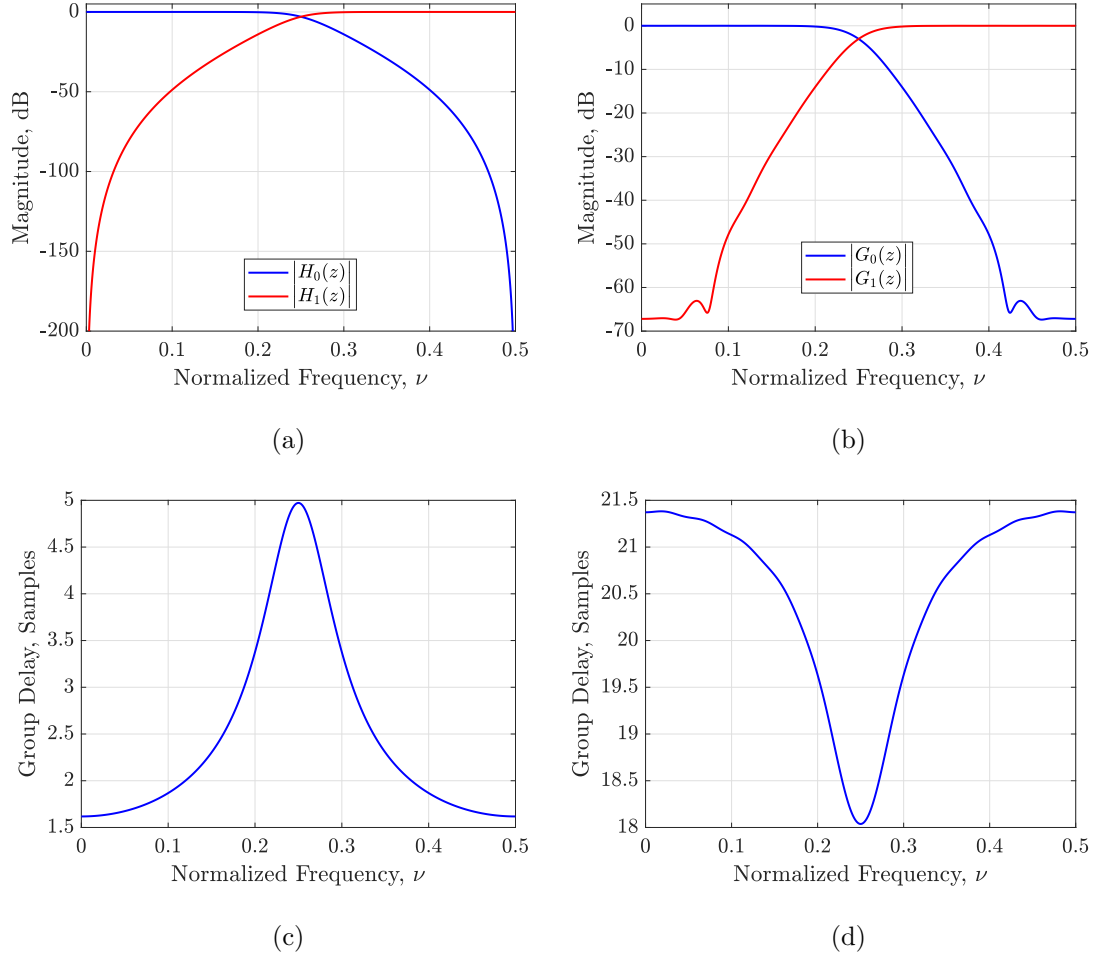 0
-50
-100
-150
-200
Magnitude, dB
|H₀(z)|
|H₁(z)|
0 0.1 0.2 0.3 0.4 0.5
Normalized Frequency, ν
(a)
0
-10
-20
-30
-40
-50
-60
-70
Magnitude, dB
|G₀(z)|
|G₁(z)|
0 0.1 0.2 0.3 0.4 0.5
Normalized Frequency, ν
(b)
5
4.5
4
3.5
3
2.5
2
1.5
Group Delay, Samples
0 0.1 0.2 0.3 0.4 0.5
Normalized Frequency, ν
(c)
21.5
21
20.5
20
19.5
19
18.5
18
Group Delay, Samples
0 0.1 0.2 0.3 0.4 0.5
Normalized Frequency, ν
(d)